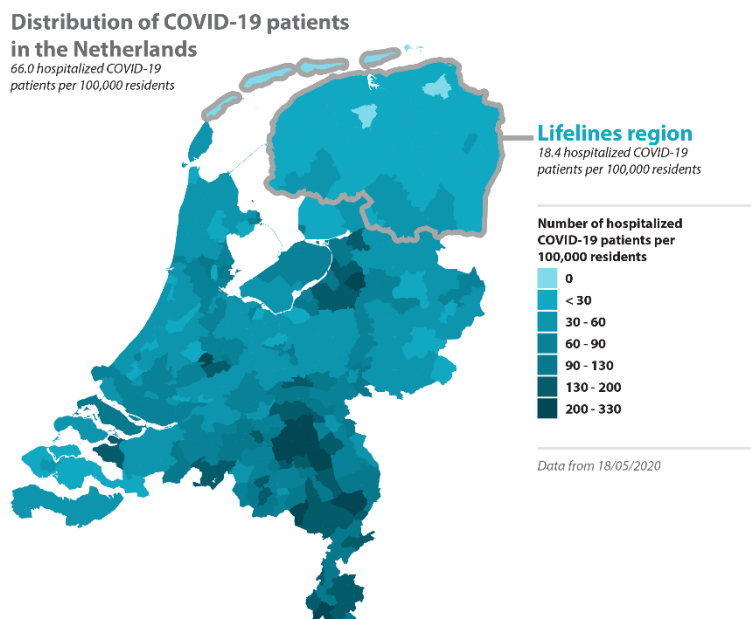 Distribution of COVID-19 patients
in the Netherlands
66.0 hospitalized COVID-19
patients per 100,000 residents
Lifelines region
18.4 hospitalized COVID-19
patients per 100,000 residents
Number of hospitalized
COVID-19 patients per
100,000 residents
0
< 30
30 - 60
60 - 90
90 - 130
130 - 200
200 - 330
Data from 18/05/2020